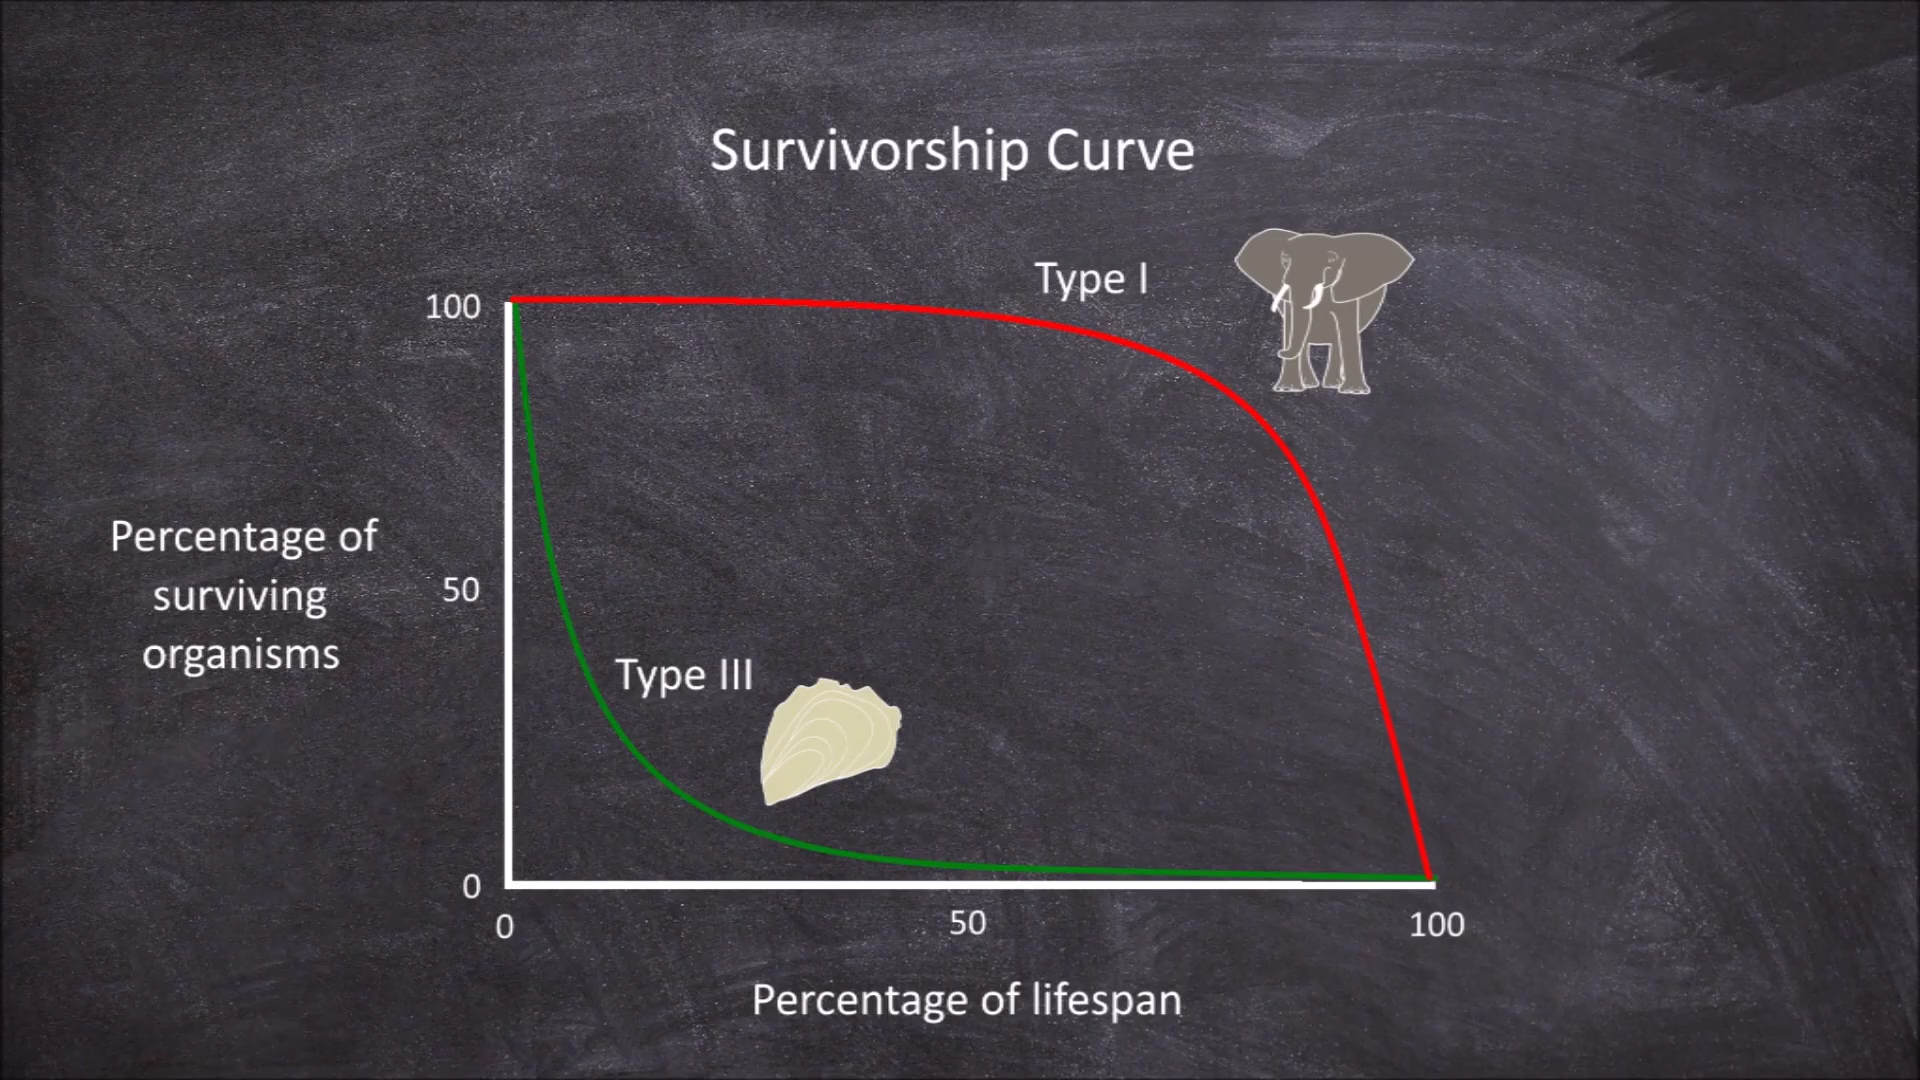 Survivorship Curve
Type I
100
Percentage of
surviving
organisms
50
Type III
0
0
50
100
Percentage of lifespan